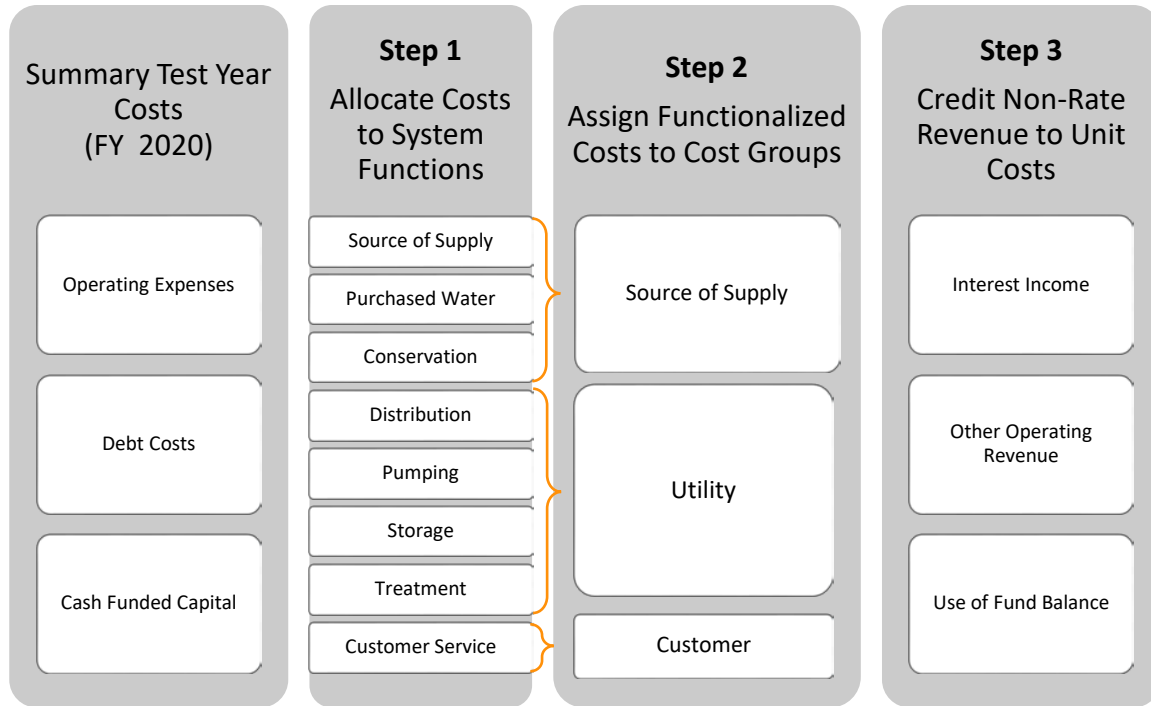 Summary Test Year
Costs
(FY 2020)
Operating Expenses
Debt Costs
Cash Funded Capital
Step 1
Allocate Costs
to System
Functions
Source of Supply
Purchased Water
Conservation
Distribution
Pumping
Storage
Treatment
Customer Service
Step 2
Assign Functionalized
Costs to Cost Groups
Source of Supply
Utility
Customer
Step 3
Credit Non-Rate
Revenue to Unit
Costs
Interest Income
Other Operating
Revenue
Use of Fund Balance